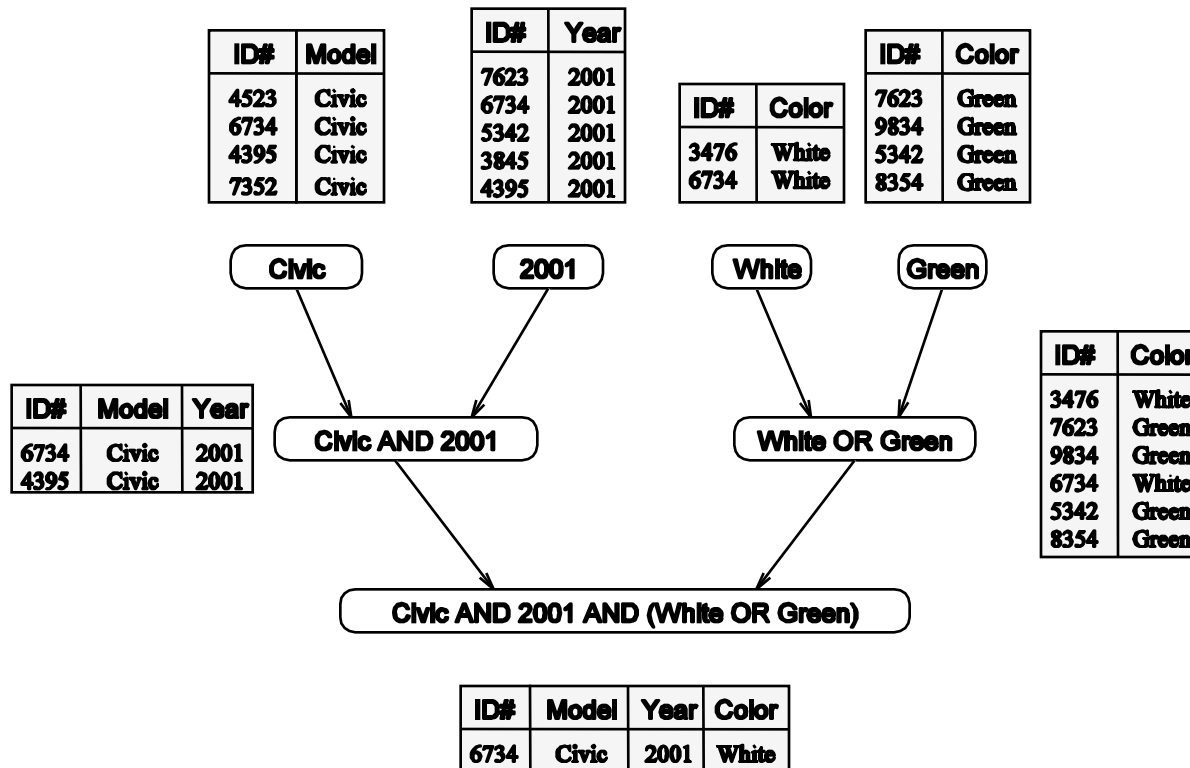 ID# Model
4523 Civic
6734 Civic
4395 Civic
7352 Civic
ID# Year
7623 2001
6734 2001
5342 2001
3845 2001
4395 2001
ID# Color
3476 White
6734 White
ID# Color
7623 Green
9834 Green
5342 Green
8354 Green
Civic
2001
White
Green
ID# Model Year
6734 Civic 2001
4395 Civic 2001
Civic AND 2001
White OR Green
ID# Color
3476 White
7623 Green
9834 Green
6734 White
5342 Green
8354 Green
Civic AND 2001 AND (White OR Green)
ID# Model Year Color
6734 Civic 2001 White